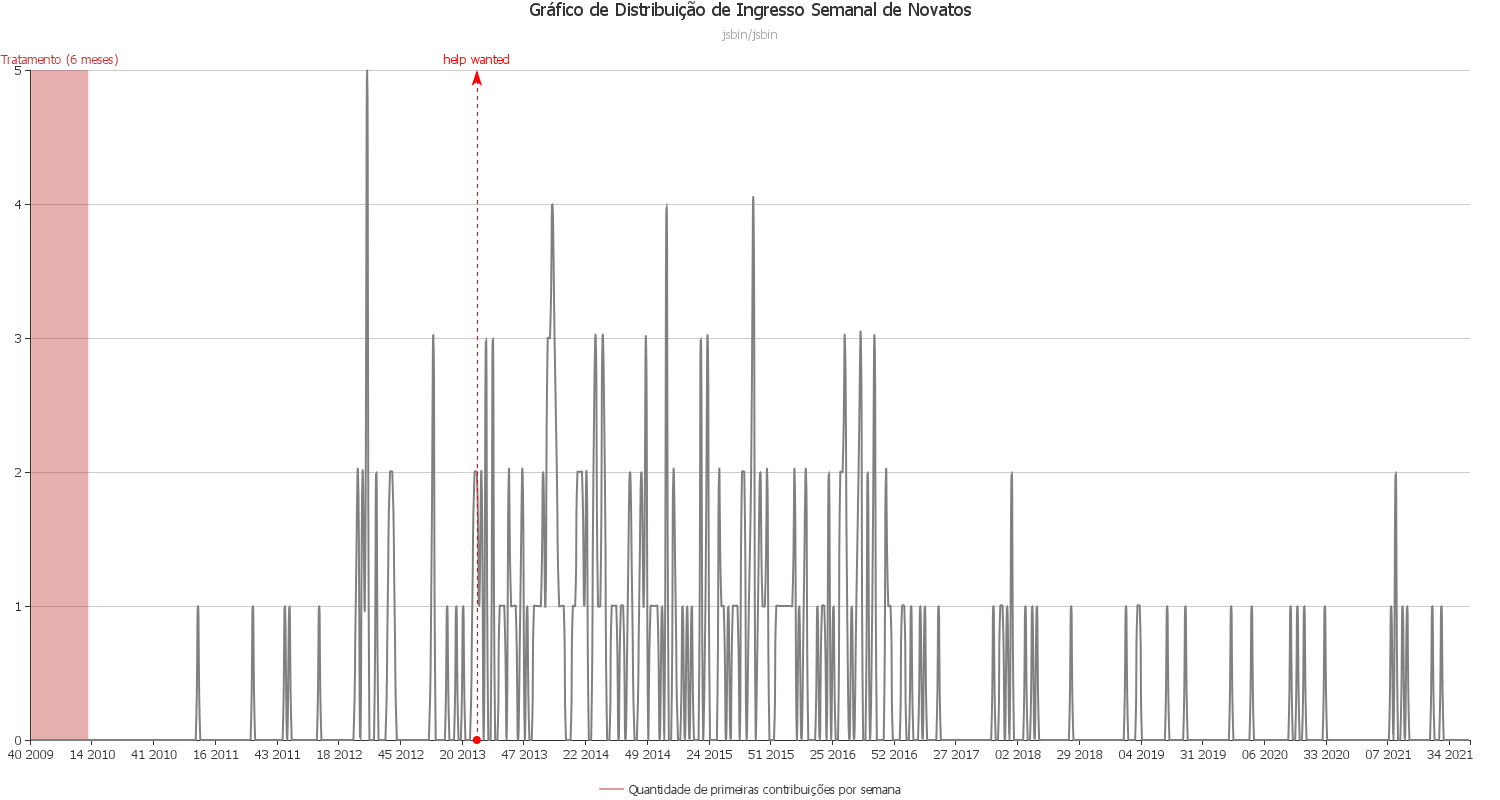 Gráfico de Distribuição de Ingresso Semanal de Novatos
jsbin/jsbin
Tratamento (6 meses)
help wanted
5
4
3
2
1
0
40 2009 14 2010 41 2010 16 2011 43 2011 18 2012 45 2012 20 2013 47 2013 22 2014 49 2014 24 2015 51 2015 25 2016 52 2016 27 2017 02 2018 29 2018 04 2019 31 2019 06 2020 33 2020 07 2021 34 2021
Quantidade de primeiras contribuições por semana